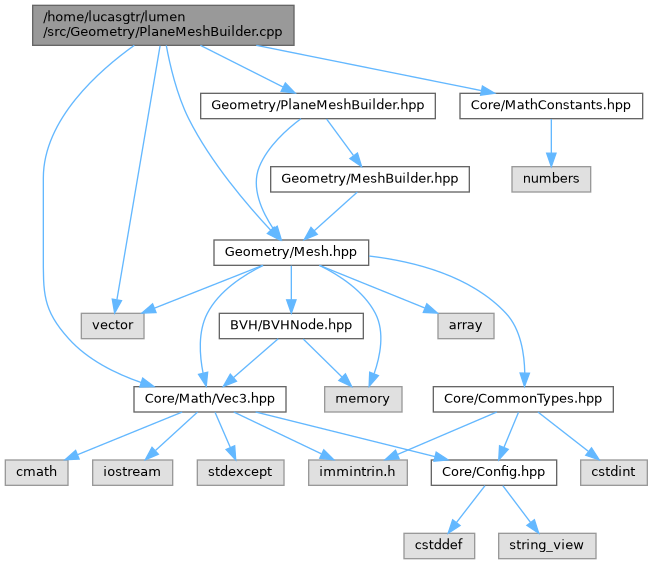 /home/lucasgtr/lumen
/src/Geometry/PlaneMeshBuilder.cpp
Geometry/PlaneMeshBuilder.hpp
Core/MathConstants.hpp
Geometry/MeshBuilder.hpp
numbers
Geometry/Mesh.hpp
vector
BVH/BVHNode.hpp
array
Core/Math/Vec3.hpp
memory
Core/CommonTypes.hpp
cmath
iostream
stdexcept
immintrin.h
Core/Config.hpp
cstdint
cstddef
string_view